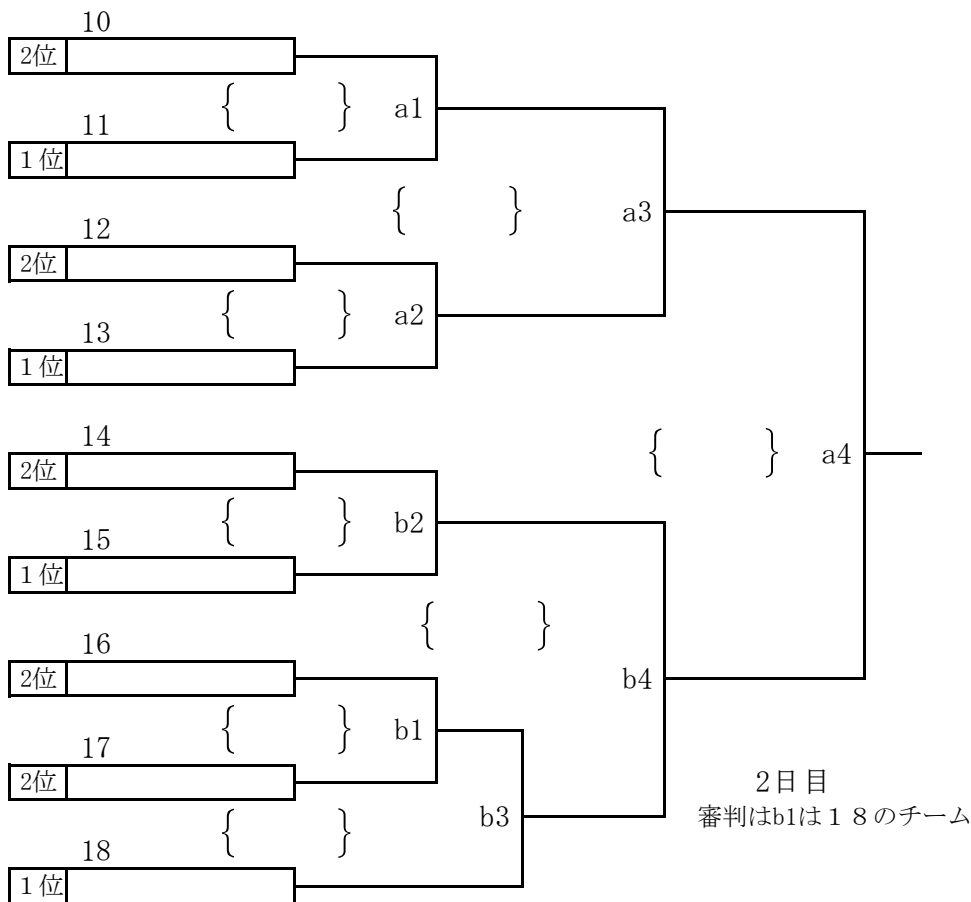 10
2位
{ } a1
11
１位
{ } a3
12
2位
{ } a2
13
１位
14
2位
{ } a4
{ } b2
15
１位
{ }
16
2位
b4
{ } b1
17
2位
2日目
b3
審判はb1は１８のチーム
{ }
18
１位